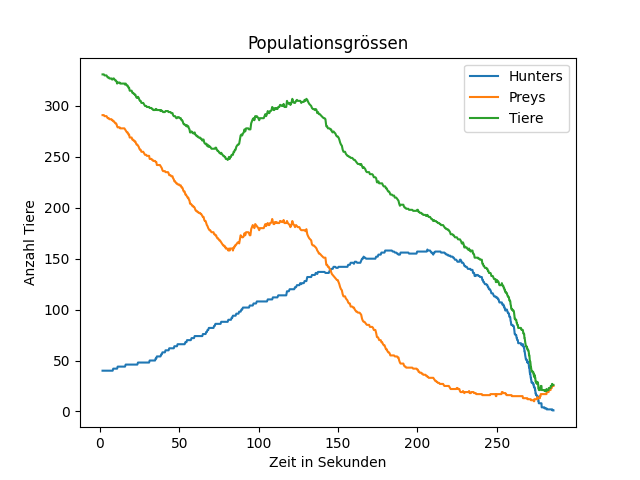 Populationsgrössen
Hunters
Preys
Tiere
Anzahl Tiere
300
250
200
150
100
50
0
0 50 100 150 200 250
Zeit in Sekunden